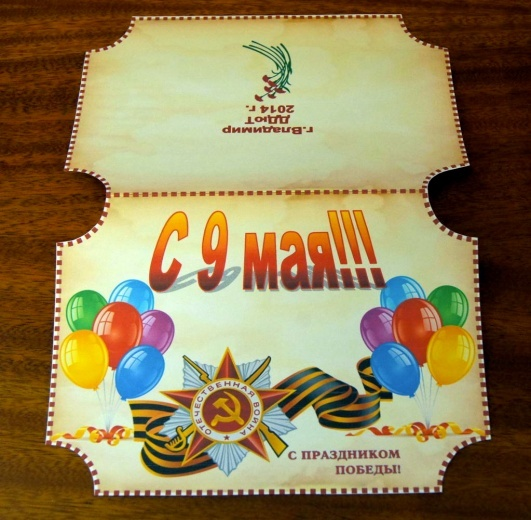 г.Владимир
ДДюТ
2014 г.
С 9 мая!!!
ОТЕЧЕСТВЕННАЯ ВОЙНА
С ПРАЗДНИКОМ
ПОБЕДЫ!